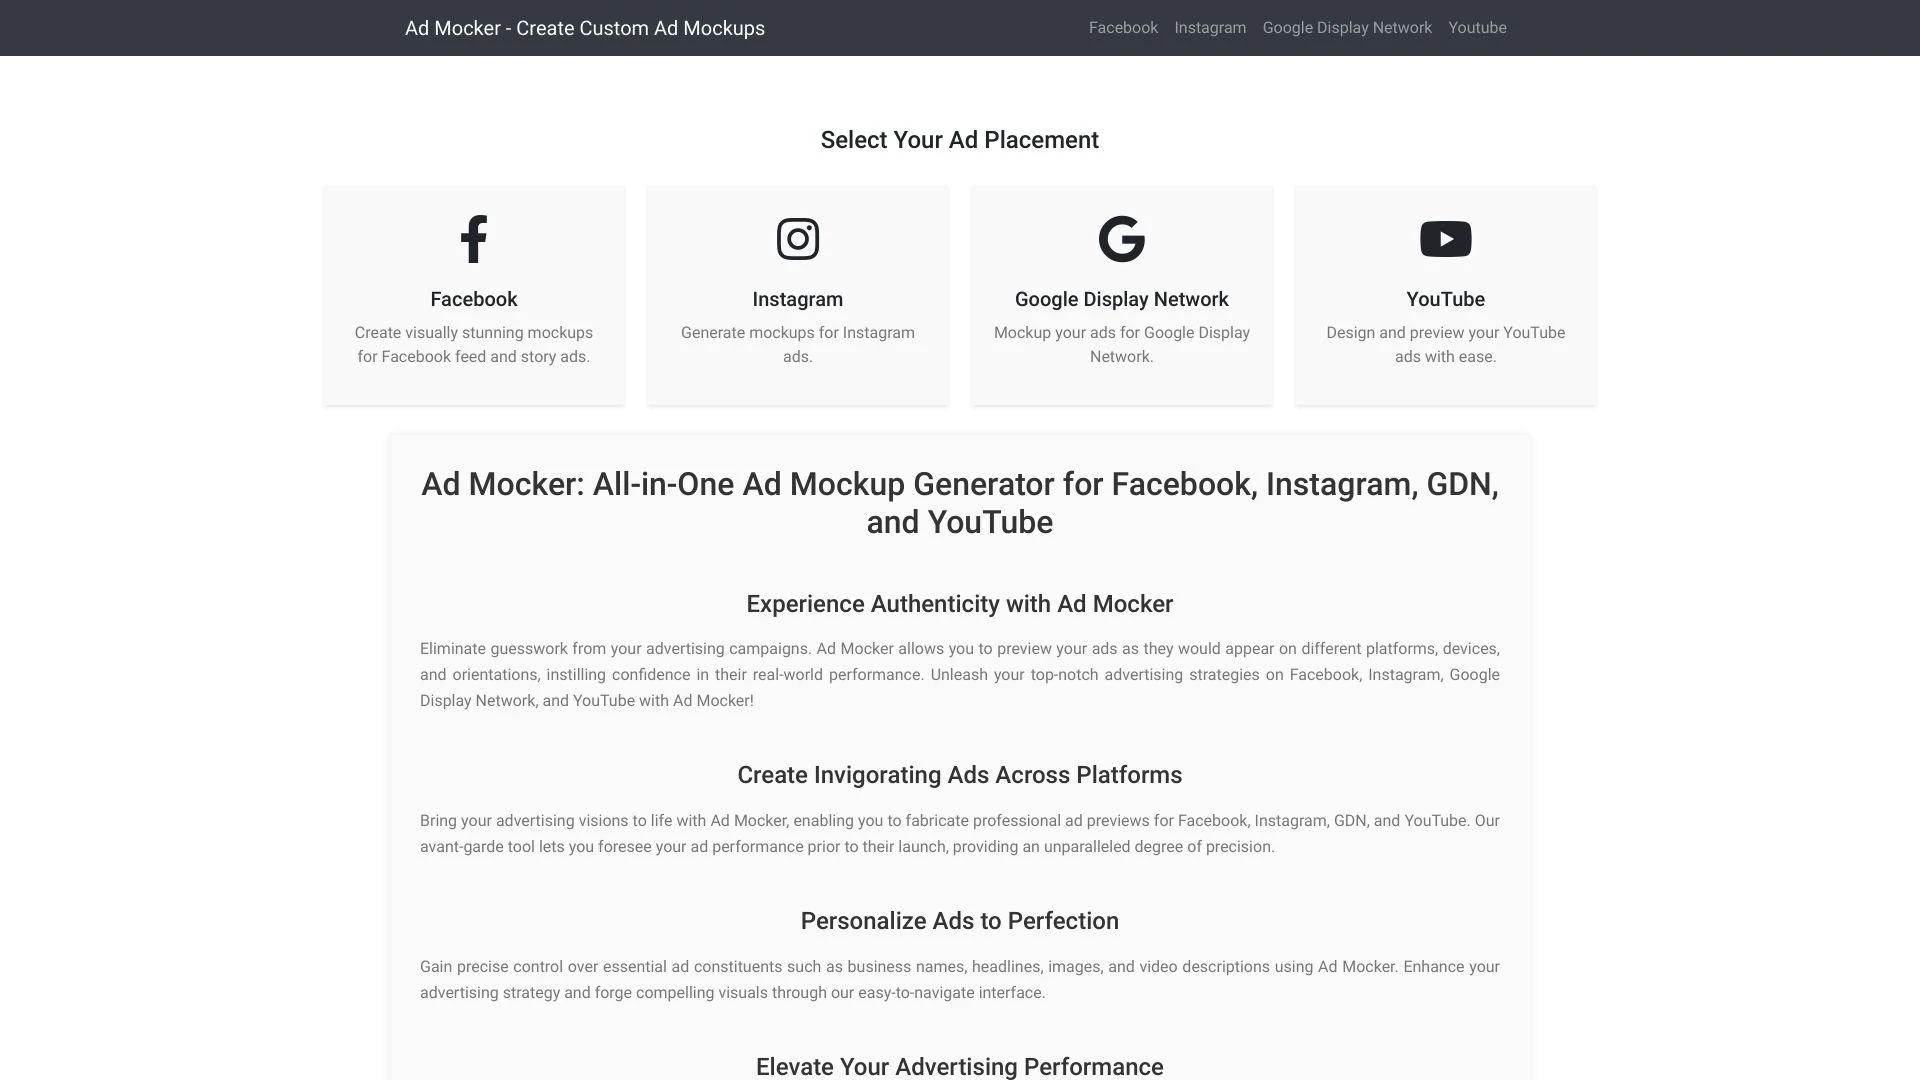 Ad Mocker - Create Custom Ad Mockups
Facebook Instagram Google Display Network Youtube
Select Your Ad Placement
Facebook
Create visually stunning mockups
for Facebook feed and story ads.
Instagram
Generate mockups for Instagram
ads.
Google Display Network
Mockup your ads for Google Display
Network.
YouTube
Design and preview your YouTube
ads with ease.
Ad Mocker: All-in-One Ad Mockup Generator for Facebook, Instagram, GDN,
and YouTube
Experience Authenticity with Ad Mocker
Eliminate guesswork from your advertising campaigns. Ad Mocker allows you to preview your ads as they would appear on different platforms, devices,
and orientations, instilling confidence in their real-world performance. Unleash your top-notch advertising strategies on Facebook, Instagram, Google
Display Network, and YouTube with Ad Mocker!
Create Invigorating Ads Across Platforms
Bring your advertising visions to life with Ad Mocker, enabling you to fabricate professional ad previews for Facebook, Instagram, GDN, and YouTube. Our
avant-garde tool lets you foresee your ad performance prior to their launch, providing an unparalleled degree of precision.
Personalize Ads to Perfection
Gain precise control over essential ad constituents such as business names, headlines, images, and video descriptions using Ad Mocker. Enhance your
advertising strategy and forge compelling visuals through our easy-to-navigate interface.
Elevate Your Advertising Performance